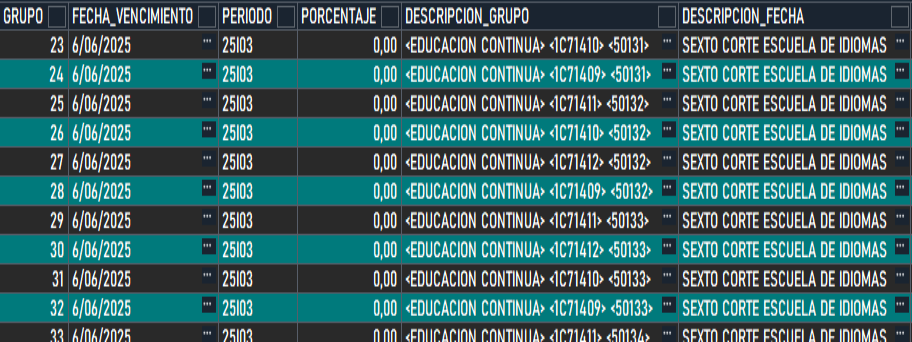 GRUPO FECHA_VENCIMIENTO PERIODO PORCENTAJE DESCRIPCION_GRUPO DESCRIPCION_FECHA
23 6/06/2025 ... 25I03 0,00 <EDUCACION CONTINUA> <1C71410> <50131> ... SEXTO CORTE ESCUELA DE IDIOMAS ...
24 6/06/2025 ... 25I03 0,00 <EDUCACION CONTINUA> <1C71409> <50131> ... SEXTO CORTE ESCUELA DE IDIOMAS ...
25 6/06/2025 ... 25I03 0,00 <EDUCACION CONTINUA> <1C71411> <50132> ... SEXTO CORTE ESCUELA DE IDIOMAS ...
26 6/06/2025 ... 25I03 0,00 <EDUCACION CONTINUA> <1C71410> <50132> ... SEXTO CORTE ESCUELA DE IDIOMAS ...
27 6/06/2025 ... 25I03 0,00 <EDUCACION CONTINUA> <1C71412> <50132> ... SEXTO CORTE ESCUELA DE IDIOMAS ...
28 6/06/2025 ... 25I03 0,00 <EDUCACION CONTINUA> <1C71409> <50132> ... SEXTO CORTE ESCUELA DE IDIOMAS ...
29 6/06/2025 ... 25I03 0,00 <EDUCACION CONTINUA> <1C71411> <50133> ... SEXTO CORTE ESCUELA DE IDIOMAS ...
30 6/06/2025 ... 25I03 0,00 <EDUCACION CONTINUA> <1C71412> <50133> ... SEXTO CORTE ESCUELA DE IDIOMAS ...
31 6/06/2025 ... 25I03 0,00 <EDUCACION CONTINUA> <1C71410> <50133> ... SEXTO CORTE ESCUELA DE IDIOMAS ...
32 6/06/2025 ... 25I03 0,00 <EDUCACION CONTINUA> <1C71409> <50133> ... SEXTO CORTE ESCUELA DE IDIOMAS ...
33 6/06/2025 ... 25I03 0,00 <EDUCACION CONTINUA> <1C71411> <50134> ... SEXTO CORTE ESCUELA DE IDIOMAS ...